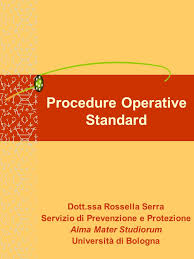 Procedure Operative
Standard
Dott.ssa Rossella Serra
Servizio di Prevenzione e Protezione
Alma Mater Studiorum
Università di Bologna